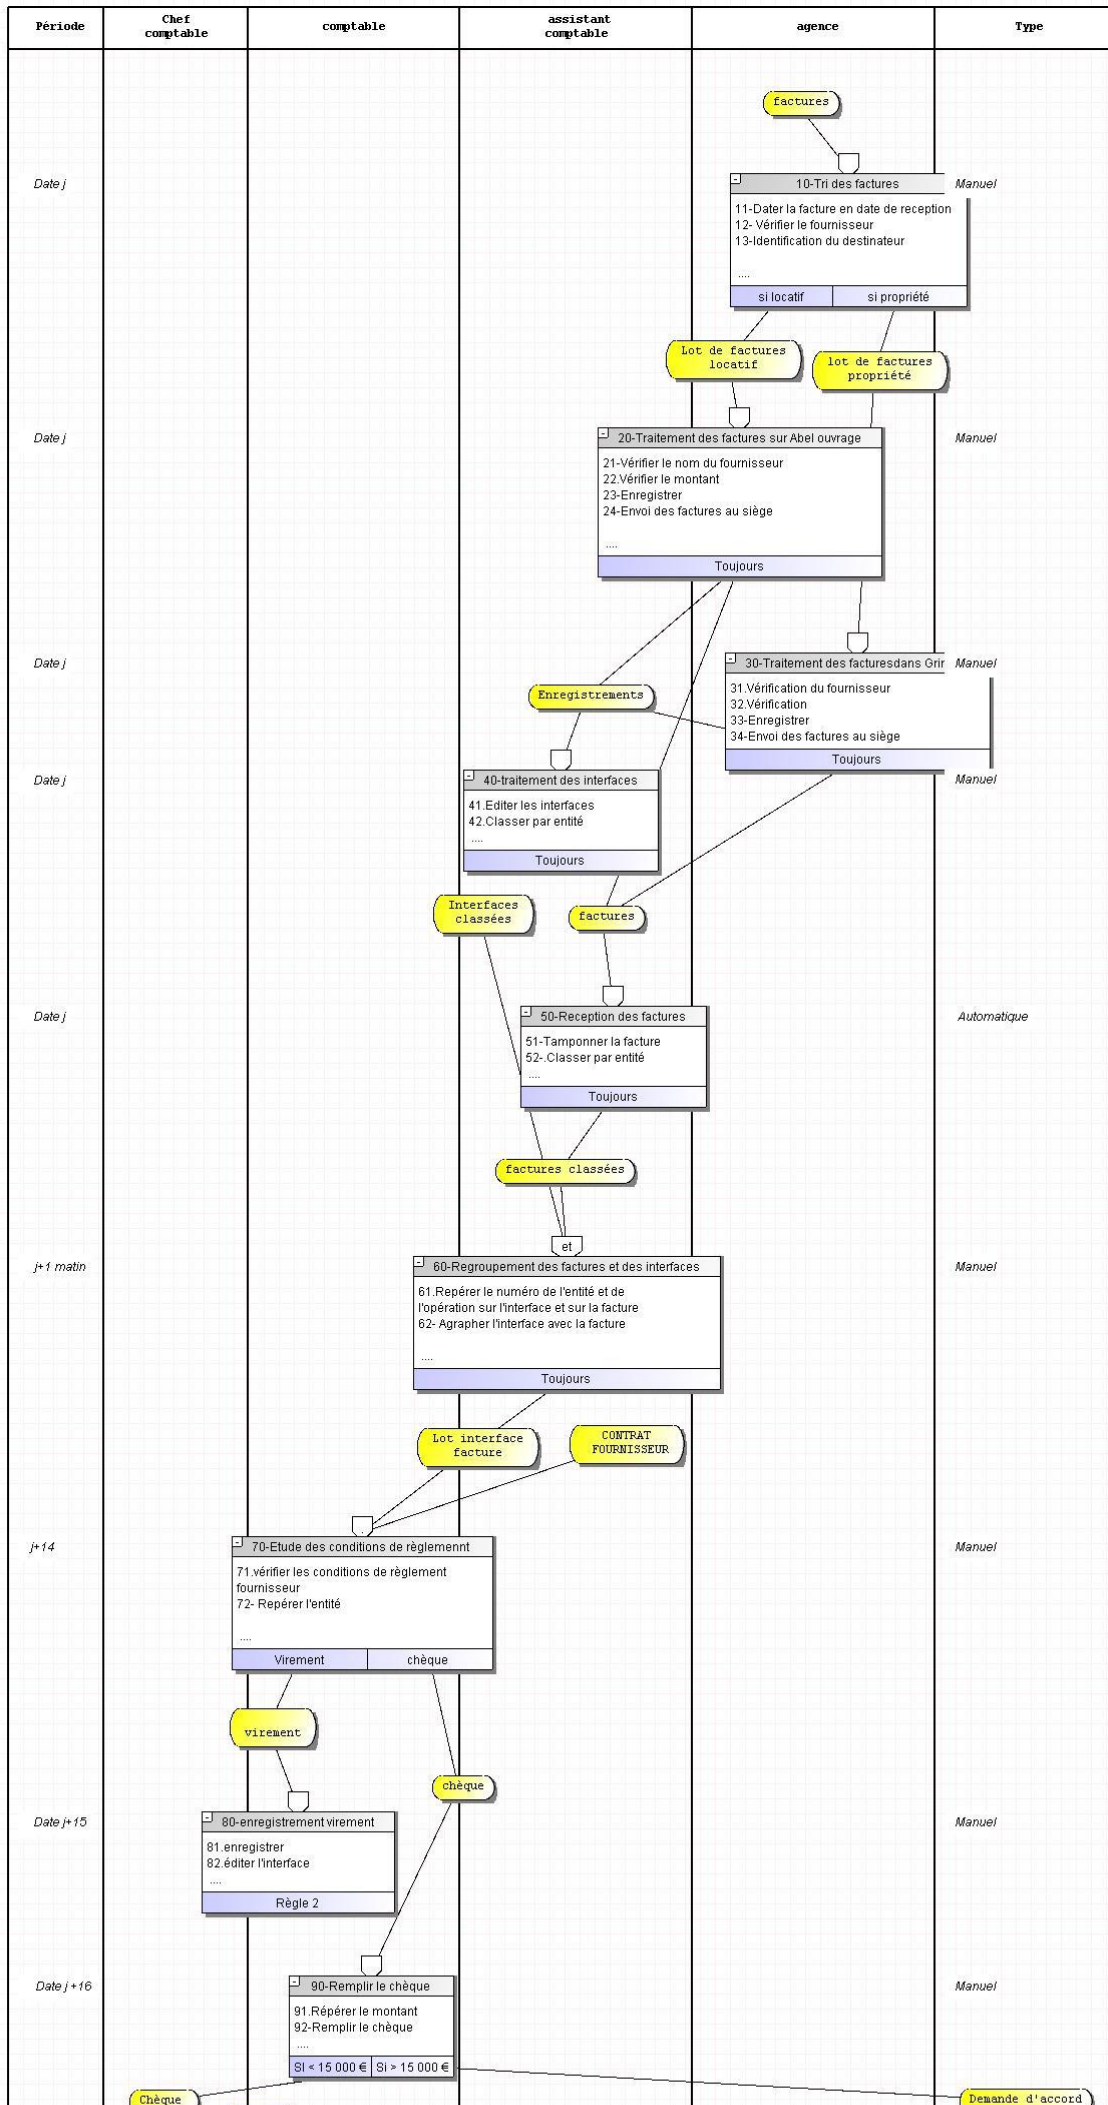 Période
Chef
comptable
comptable
assistant
comptable
agence
Type
factures
Date j
10-Tri des factures
Manuel
11-Dater la facture en date de reception
12- Vérifier le fournisseur
13-Identification du destinateur
....
si locatif
si propriété
Lot de factures
locatif
lot de factures
propriété
Date j
20-Traitement des factures sur Abel ouvrage
Manuel
21-Vérifier le nom du fournisseur
22.Vérifier le montant
23-Enregistrer
24-Envoi des factures au siège
....
Toujours
Date j
30-Traitement des facturesdans Grir
Manuel
31.Vérification du fournisseur
32.Vérification
33-Enregistrer
34-Envoi des factures au siège
Toujours
Enregistrements
Date j
40-traitement des interfaces
Manuel
41.Editer les interfaces
42.Classer par entité
....
Toujours
Interfaces
classées
factures
Date j
50-Reception des factures
Automatique
51-Tamponner la facture
52-.Classer par entité
....
Toujours
factures classées
et
j+1 matin
60-Regroupement des factures et des interfaces
Manuel
61.Repérer le numéro de l'entité et de
l'opération sur l'interface et sur la facture
62- Agrapher l'interface avec la facture
....
Toujours
Lot interface
facture
CONTRAT
FOURNISSEUR
j+14
70-Etude des conditions de règlemennt
Manuel
71.vérifier les conditions de règlement
fournisseur
72- Repérer l'entité
....
Virement
chèque
virement
chèque
Date j+15
80-enregistrement virement
Manuel
81.enregistrer
82.éditer l'interface
....
Règle 2
Date j +16
90-Remplir le chèque
Manuel
91.Répérer le montant
92-Remplir le chèque
....
SI < 15 000 €
Si > 15 000 €
Chèque
Demande d'accord